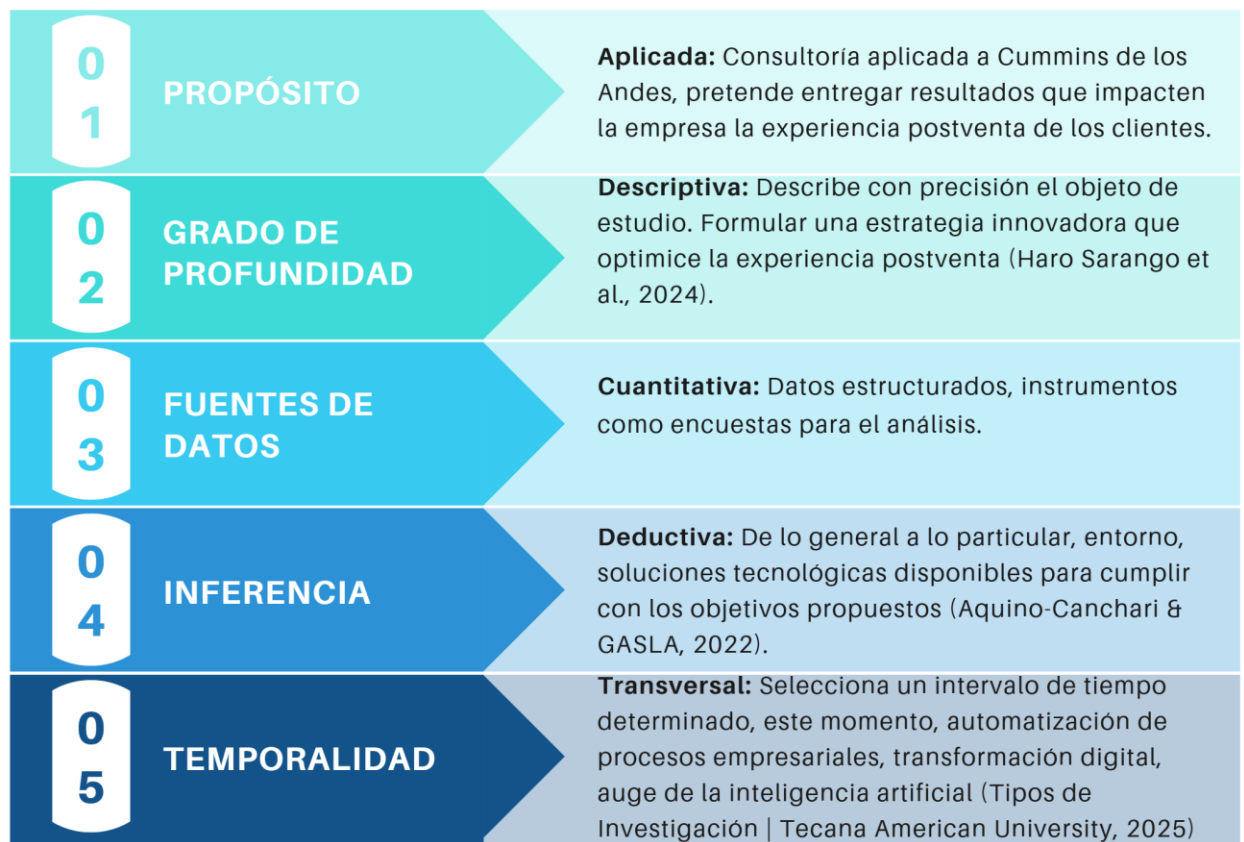 0
1
PROPÓSITO
Aplicada: Consultoría aplicada a Cummins de los
Andes, pretende entregar resultados que impacten
la empresa la experiencia postventa de los clientes.
0
2
GRADO DE
PROFUNDIDAD
Descriptiva: Describe con precisión el objeto de
estudio. Formular una estrategia innovadora que
optimice la experiencia postventa (Haro Sarango et
al., 2024).
0
3
FUENTES DE
DATOS
Cuantitativa: Datos estructurados, instrumentos
como encuestas para el análisis.
0
4
INFERENCIA
Deductiva: De lo general a lo particular, entorno,
soluciones tecnológicas disponibles para cumplir
con los objetivos propuestos (Aquino-Canchari &
GASLA, 2022).
0
5
TEMPORALIDAD
Transversal: Selecciona un intervalo de tiempo
determinado, este momento, automatización de
procesos empresariales, transformación digital,
auge de la inteligencia artificial (Tipos de
Investigación | Tecana American University, 2025)